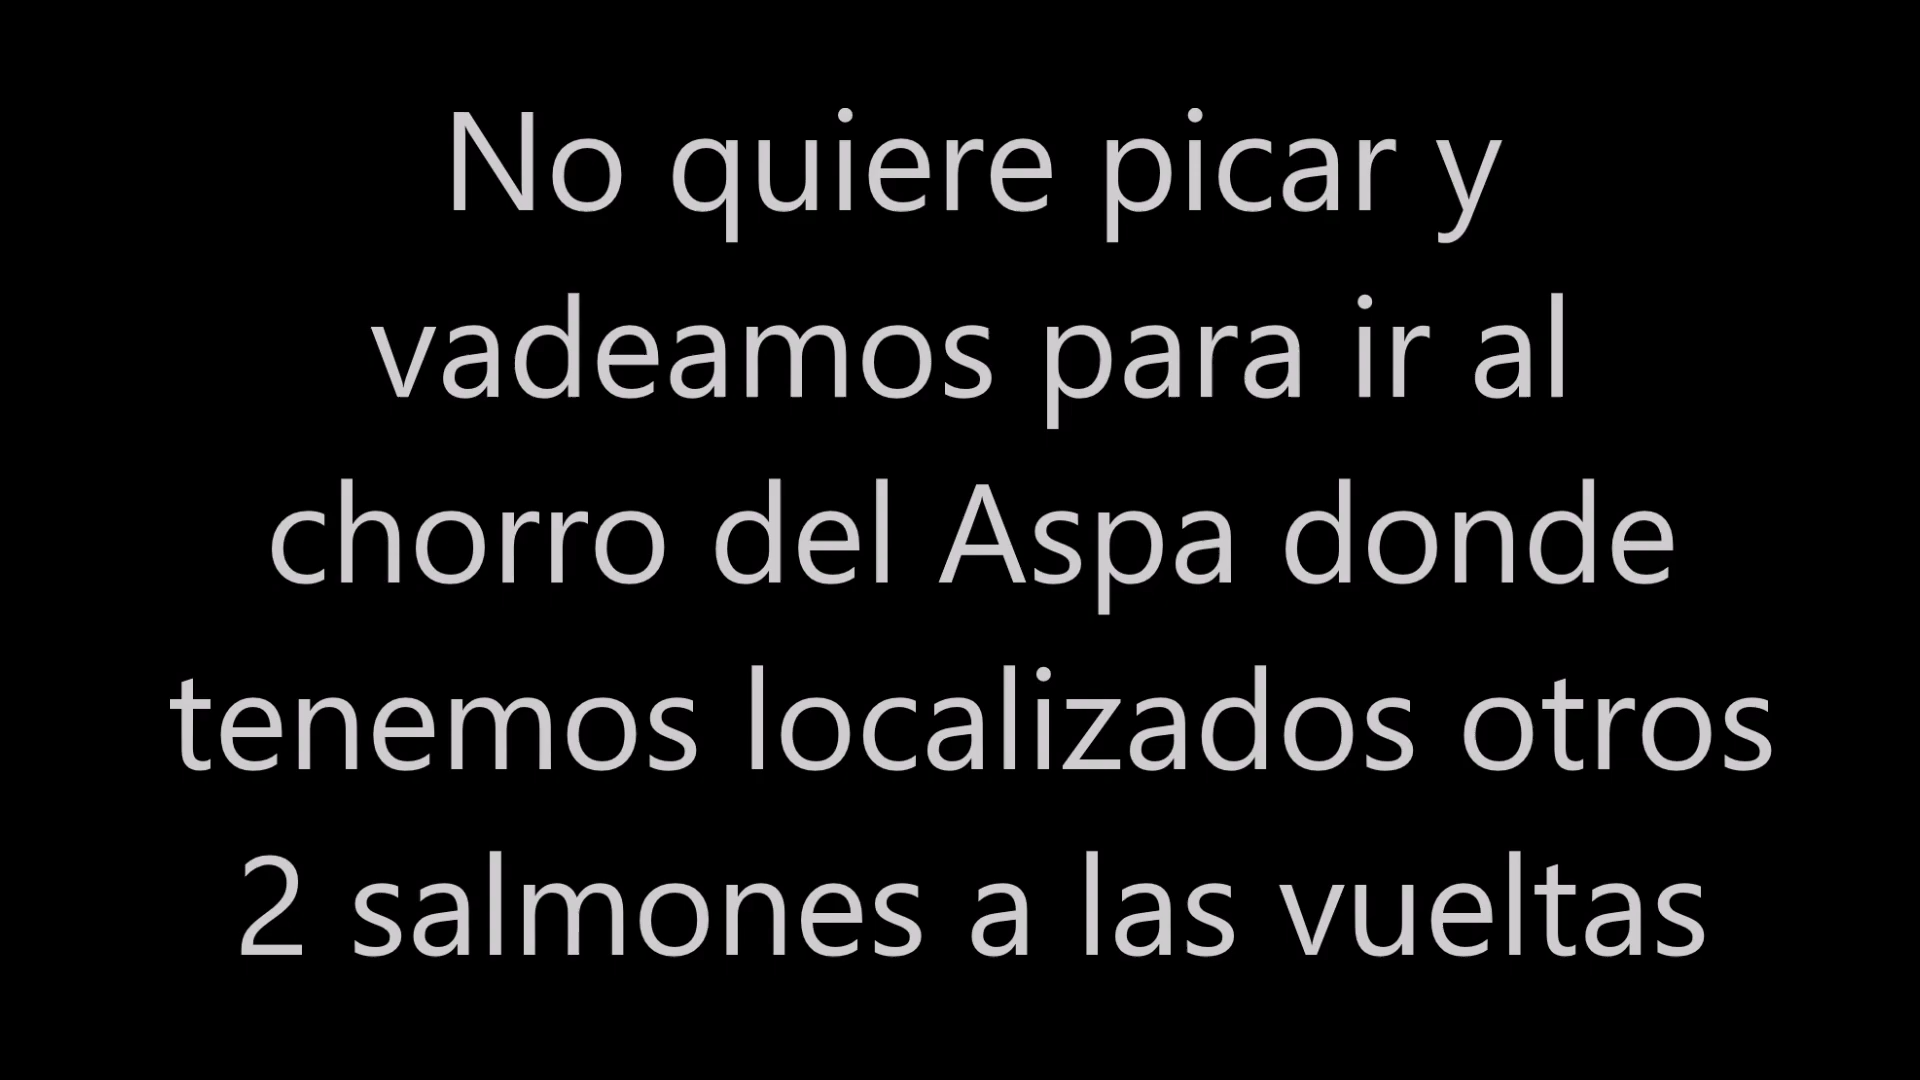 No quiere picar y
vadeamos para ir al
chorro del Aspa donde
tenemos localizados otros
2 salmones a las vueltas